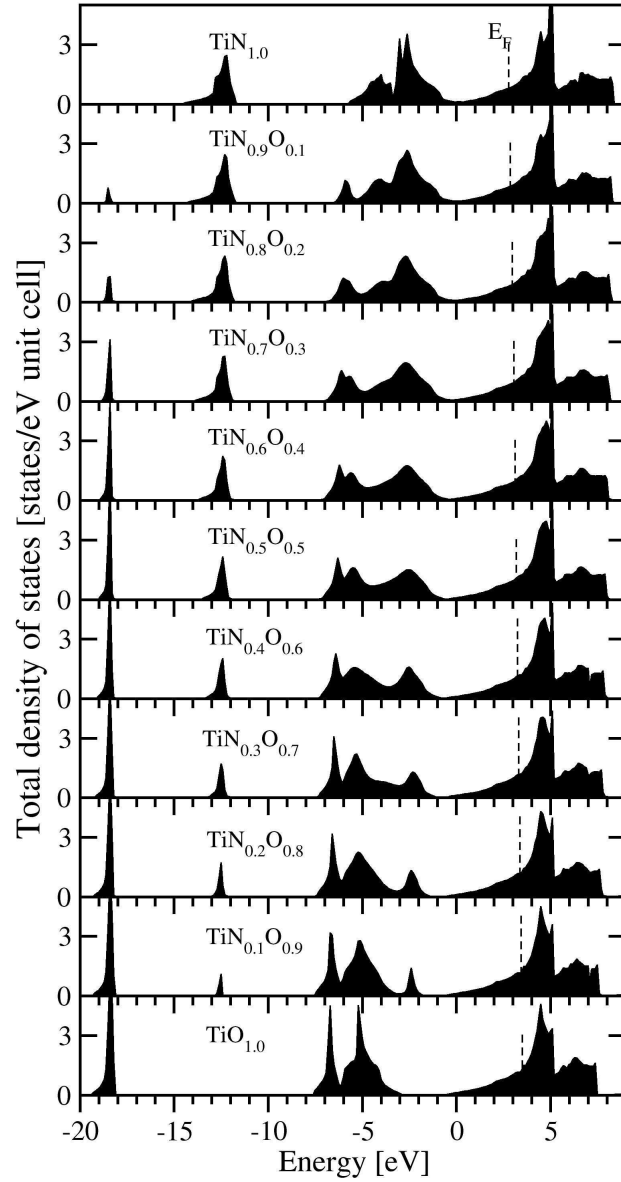 3
0
TiN1.0
EF
3
0
TiN0.9O0.1
3
0
TiN0.8O0.2
3
0
TiN0.7O0.3
3
0
TiN0.6O0.4
3
0
TiN0.5O0.5
3
0
TiN0.4O0.6
3
0
TiN0.3O0.7
3
0
TiN0.2O0.8
3
0
TiN0.1O0.9
3
0
TiO1.0
Total density of states [states/eV unit cell]
-20 -15 -10 -5 0 5
Energy [eV]